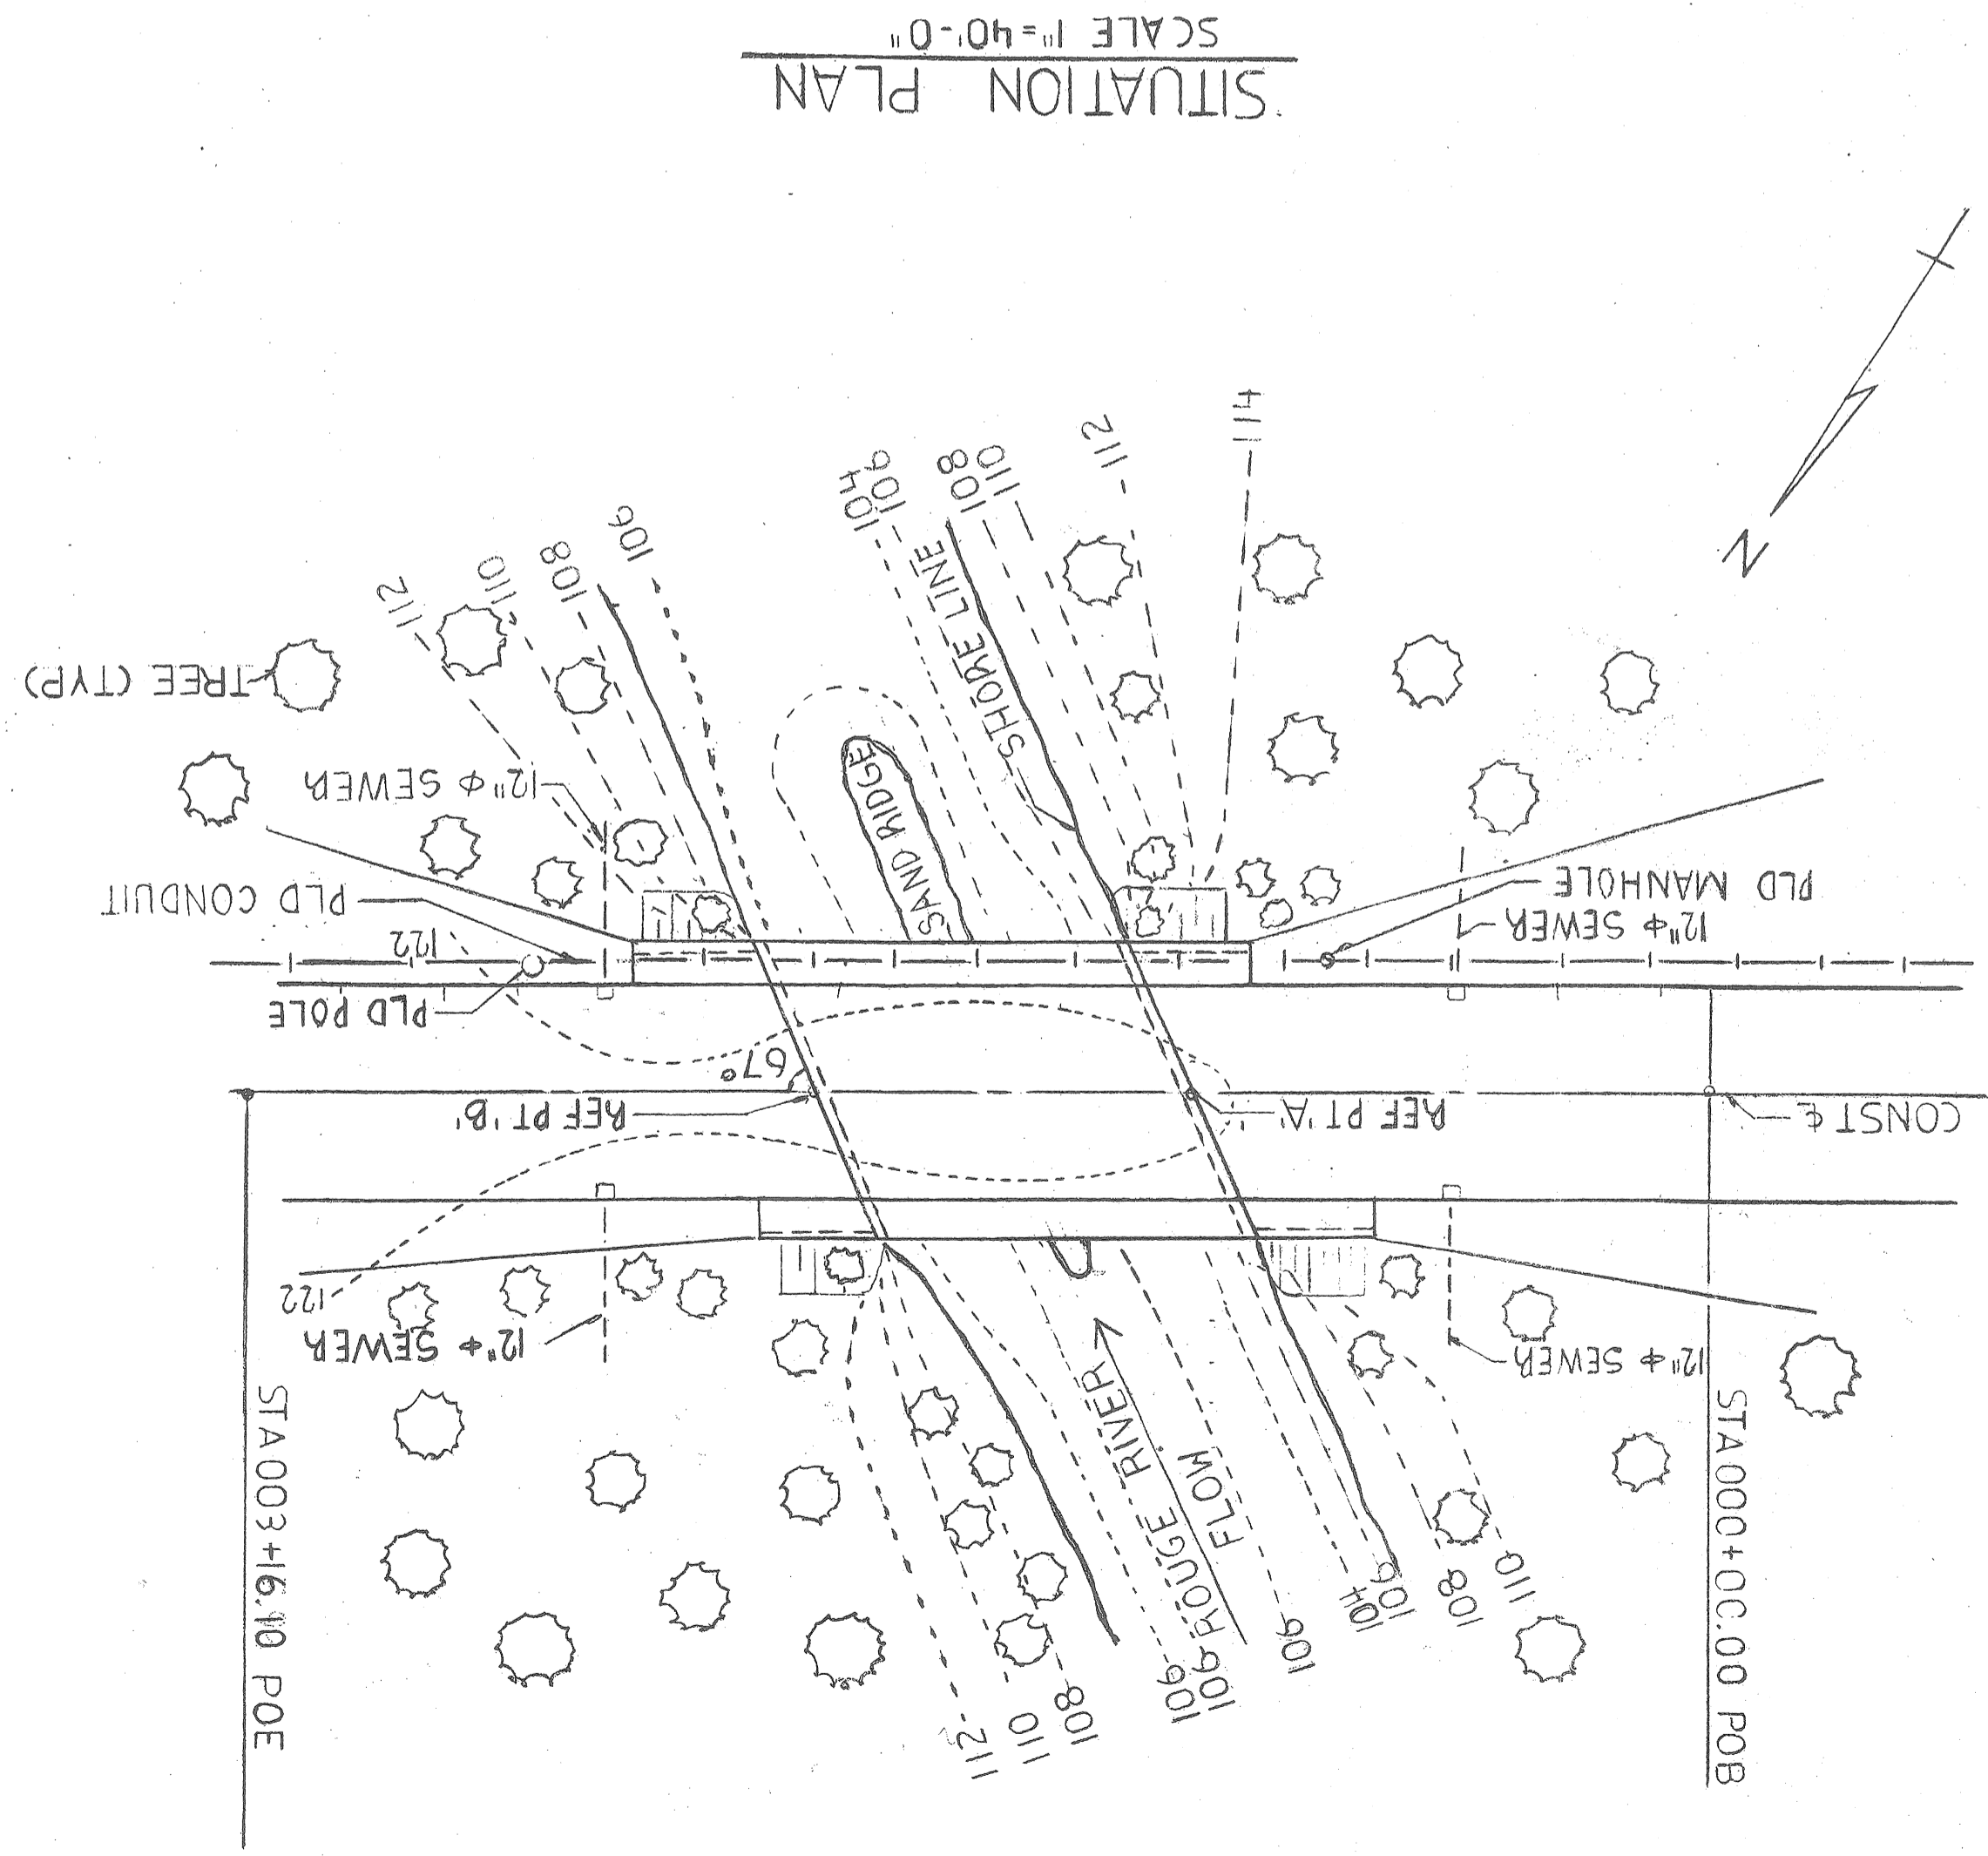 STA 000+00.00 POB
STA 003+16.10 POE
110
108
106
104
106
106
106
108
110
112
ROUGE RIVER
FLOW
12"ɸ SEWER
12"ɸ SEWER
122
CONST ℄
REF PT 'A'
REF PT 'B'
67°
PLD POLE
122
12"ɸ SEWER
PLD MANHOLE
PLD CONDUIT
SAND RIDGE
12"ɸ SEWER
SHORE LINE
TREE (TYP)
N
114
112
110
108
106
104
106
108
110
112
SITUATION PLAN
SCALE 1"=40'-0"